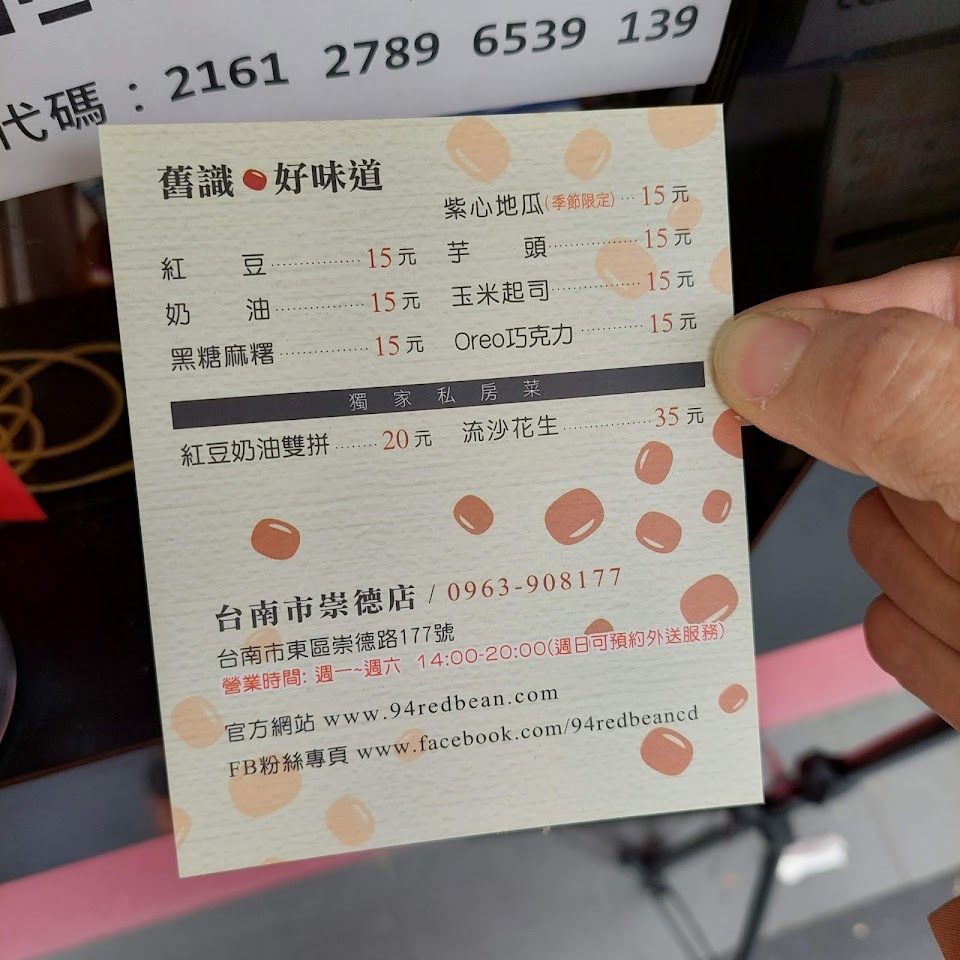 代碼：2161 2789 6539 139
舊識 好味道
紅豆 15元
奶油 15元
黑糖麻糬 15元
紫心地瓜(季節限定) 15元
芋頭 15元
玉米起司 15元
Oreo巧克力 15元
獨家私房菜
紅豆奶油雙拼 20元
流沙花生 35元
台南市崇德店 / 0963-908177
台南市東區崇德路177號
營業時間: 週一~週六 14:00-20:00(週日可預約外送服務)
官方網站 www.94redbean.com
FB粉絲專頁 www.facebook.com/94redbeancd